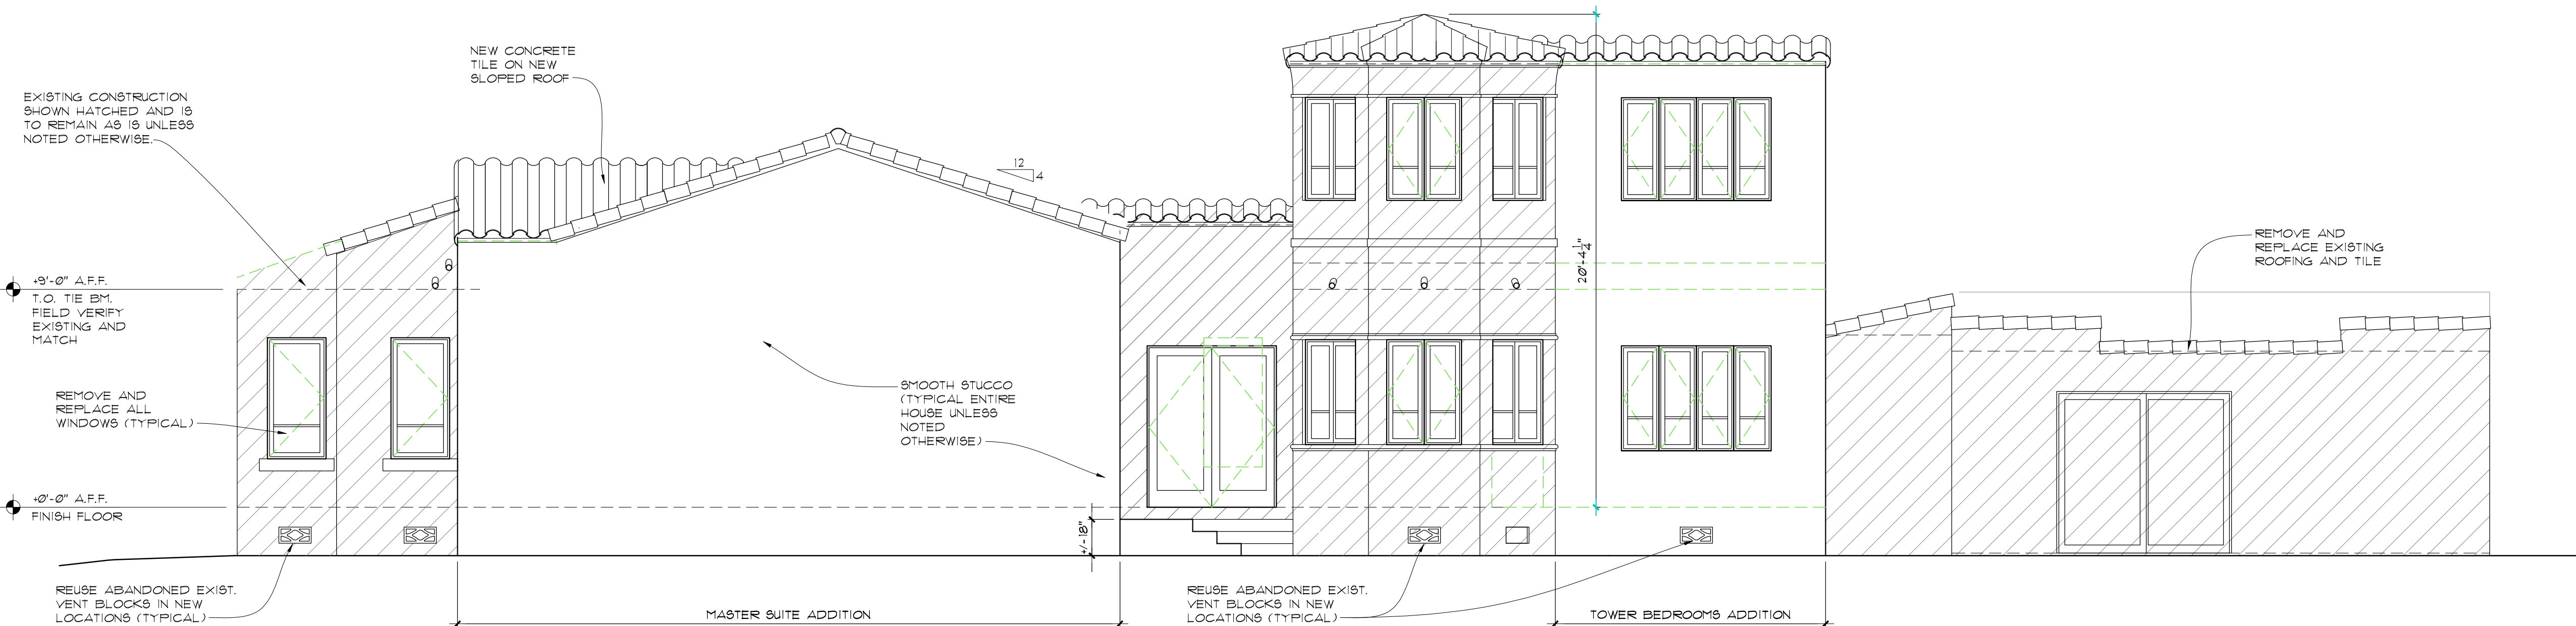 NEW CONCRETE
TILE ON NEW
SLOPED ROOF
EXISTING CONSTRUCTION
SHOWN HATCHED AND IS
TO REMAIN AS IS UNLESS
NOTED OTHERWISE.
12
4
20'-4 1/4"
REMOVE AND
REPLACE EXISTING
ROOFING AND TILE
+9'-0" A.F.F.
T.O. TIE BM.
FIELD VERIFY
EXISTING AND
MATCH
REMOVE AND
REPLACE ALL
WINDOWS (TYPICAL)
SMOOTH STUCCO
(TYPICAL ENTIRE
HOUSE UNLESS
NOTED
OTHERWISE)
+0'-0" A.F.F.
FINISH FLOOR
+/-18"
REUSE ABANDONED EXIST.
VENT BLOCKS IN NEW
LOCATIONS (TYPICAL)
MASTER SUITE ADDITION
REUSE ABANDONED EXIST.
VENT BLOCKS IN NEW
LOCATIONS (TYPICAL)
TOWER BEDROOMS ADDITION